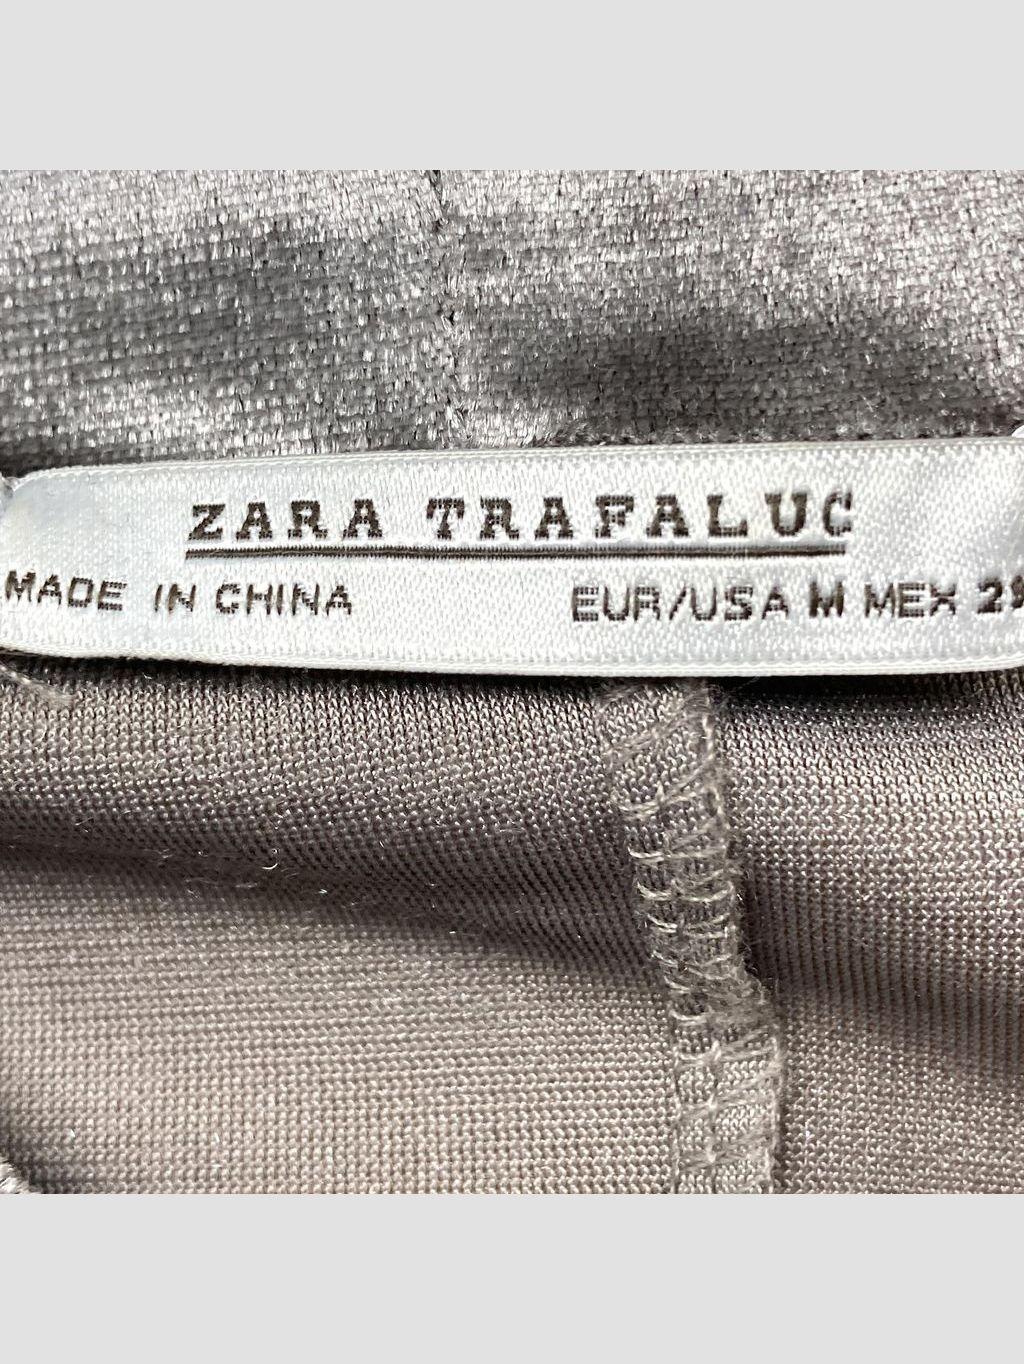 ZARA TRAFALUC
MADE IN CHINA
EUR/USA M MEX